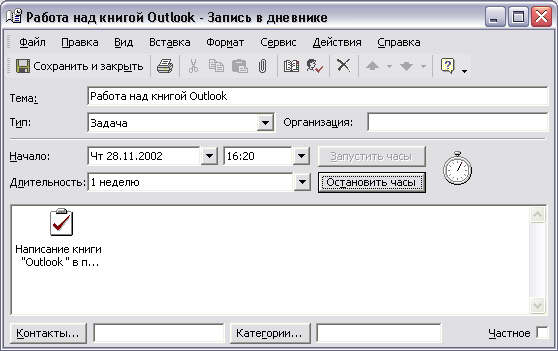 Работа над книгой Outlook - Запись в дневнике
Файл Правка Вид Вставка Формат Сервис Действия Справка
Сохранить и закрыть
Тема: Работа над книгой Outlook
Тип: Задача Организация:
Начало: Чт 28.11.2002 16:20 Запустить часы
Длительность: 1 неделю Остановить часы
Написание книги
"Outlook " в п...
Контакты... Категории... Частное